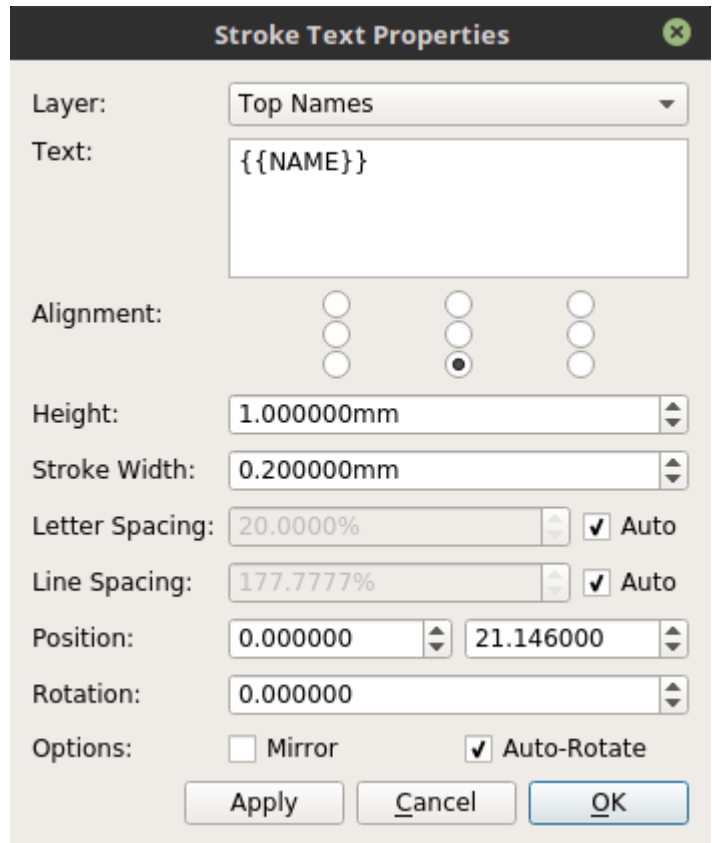 Stroke Text Properties
Layer: Top Names
Text: {{NAME}}
Alignment:
Height: 1.000000mm
Stroke Width: 0.200000mm
Letter Spacing: 20.0000% Auto
Line Spacing: 177.7777% Auto
Position: 0.000000 21.146000
Rotation: 0.000000
Options: Mirror Auto-Rotate
Apply Cancel OK